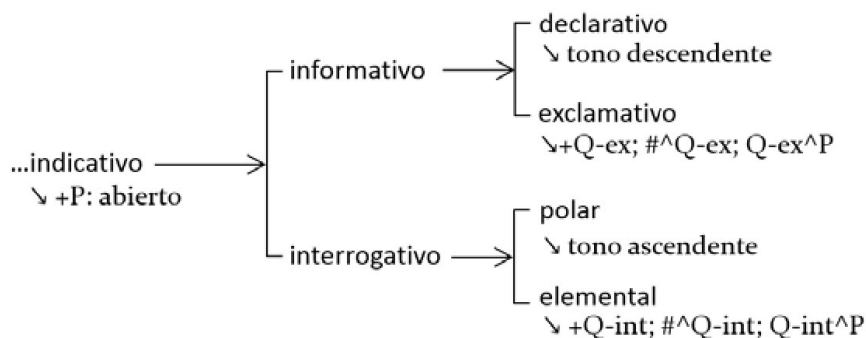 declarativo
↘ tono descendente
informativo
exclamativo
↘+Q-ex; #^Q-ex; Q-ex^P
...indicativo
↘ +P: abierto
polar
↘ tono ascendente
interrogativo
elemental
↘ +Q-int; #^Q-int; Q-int^P